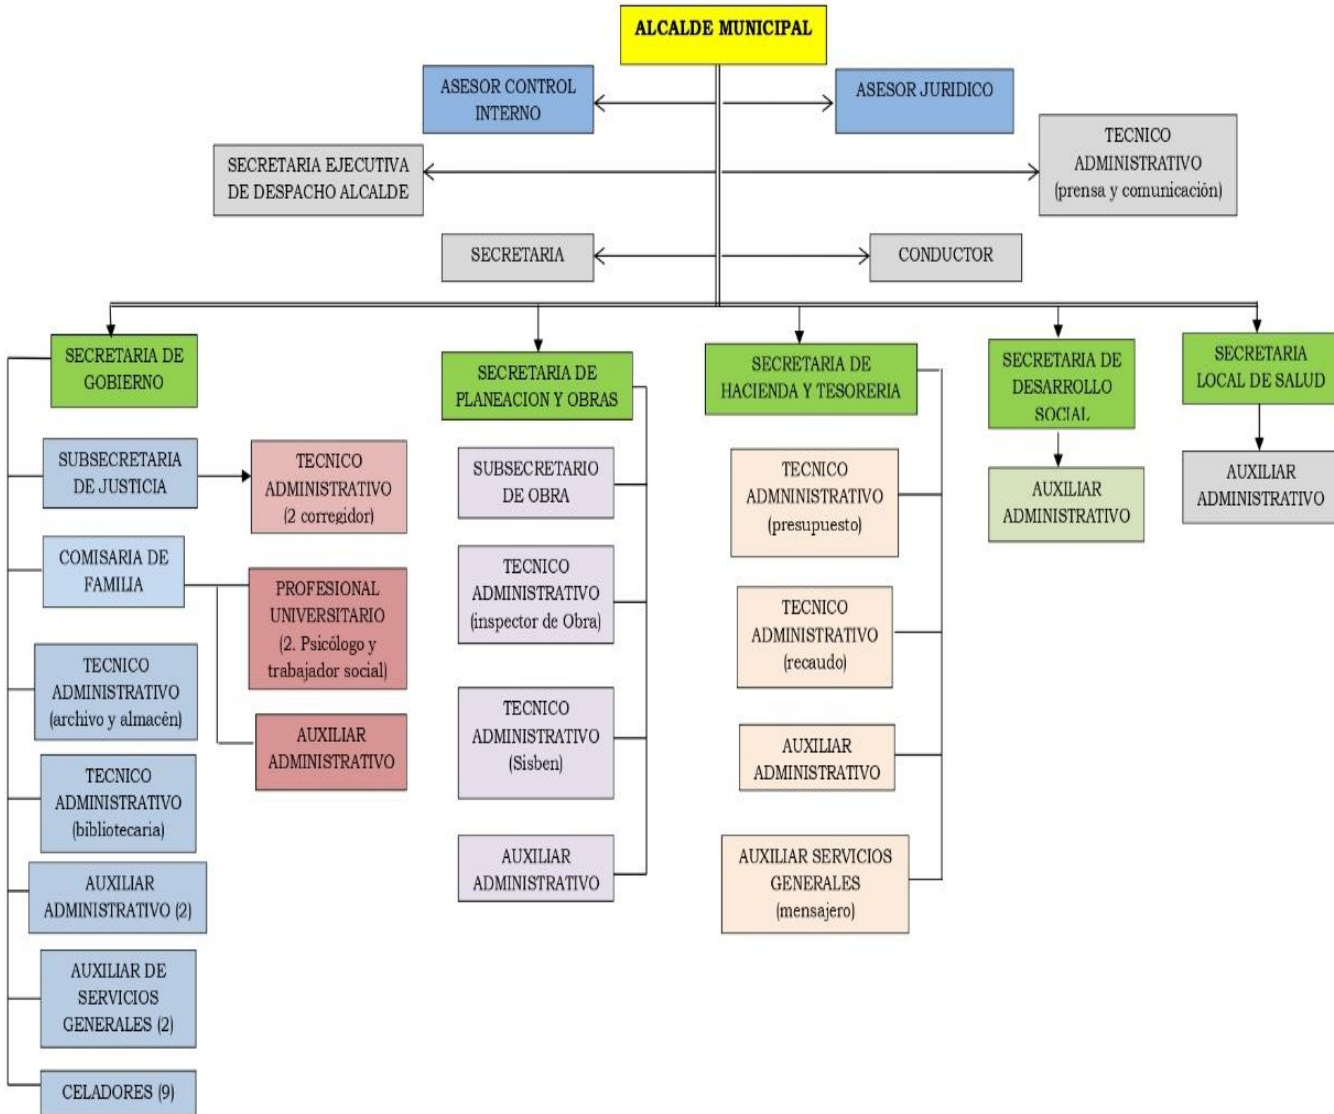 ALCALDE MUNICIPAL
ASESOR CONTROL
INTERNO
ASESOR JURIDICO
SECRETARIA EJECUTIVA
DE DESPACHO ALCALDE
TECNICO
ADMINISTRATIVO
(prensa y comunicación)
SECRETARIA
CONDUCTOR
SECRETARIA DE
GOBIERNO
SUBSECRETARIA
DE JUSTICIA
TECNICO
ADMINISTRATIVO
(2 corregidor)
COMISARIA DE
FAMILIA
PROFESIONAL
UNIVERSITARIO
(2. Psicólogo y
trabajador social)
AUXILIAR
ADMINISTRATIVO
TECNICO
ADMINISTRATIVO
(archivo y almacén)
TECNICO
ADMINISTRATIVO
(bibliotecaria)
AUXILIAR
ADMINISTRATIVO (2)
AUXILIAR DE
SERVICIOS
GENERALES (2)
CELADORES (9)
SECRETARIA DE
PLANEACION Y OBRAS
SUBSECRETARIO
DE OBRA
TECNICO
ADMINISTRATIVO
(inspector de Obra)
TECNICO
ADMINISTRATIVO
(Sisben)
AUXILIAR
ADMINISTRATIVO
SECRETARIA DE
HACIENDA Y TESORERIA
TECNICO
ADMNINISTRATIVO
(presupuesto)
TECNICO
ADMINISTRATIVO
(recaudo)
AUXILIAR
ADMINISTRATIVO
AUXILIAR SERVICIOS
GENERALES
(mensajero)
SECRETARIA DE
DESARROLLO
SOCIAL
AUXILIAR
ADMINISTRATIVO
SECRETARIA
LOCAL DE SALUD
AUXILIAR
ADMINISTRATIVO